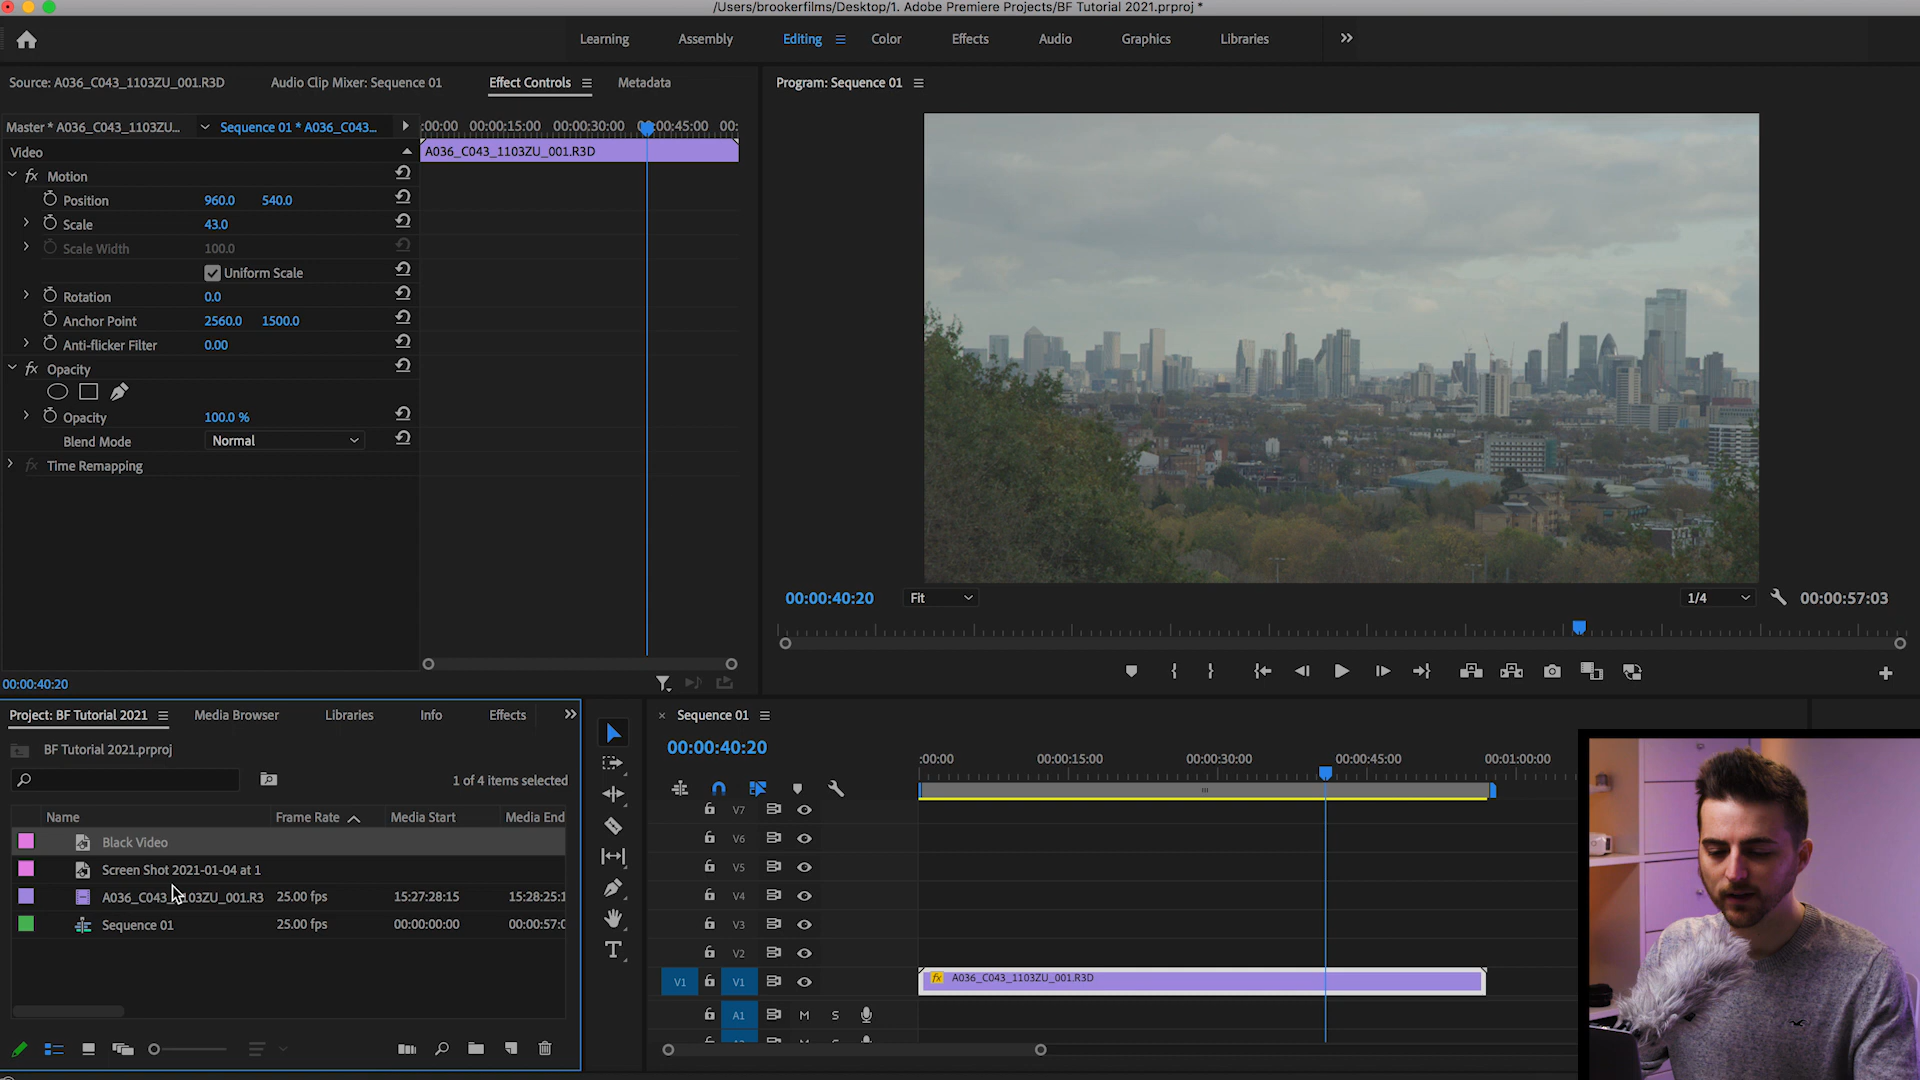 /Users/brookerfilms/Desktop/1. Adobe Premiere Projects/BF Tutorial 2021.prproj *
Learning Assembly Editing Color Effects Audio Graphics Libraries
Source: A036_C043_1103ZU_001.R3D Audio Clip Mixer: Sequence 01 Effect Controls Metadata
Program: Sequence 01
Master * A036_C043_1103ZU... Sequence 01 * A036_C043...
:00:00 00:00:15:00 00:00:30:00 00:00:45:00 00:
Video
A036_C043_1103ZU_001.R3D
fx Motion
Position 960.0 540.0
Scale 43.0
Scale Width 100.0
Uniform Scale
Rotation 0.0
Anchor Point 2560.0 1500.0
Anti-flicker Filter 0.00
fx Opacity
Opacity 100.0 %
Blend Mode Normal
fx Time Remapping
00:00:40:20
00:00:40:20 Fit 1/4 00:00:57:03
Project: BF Tutorial 2021 Media Browser Libraries Info Effects
BF Tutorial 2021.prproj
1 of 4 items selected
Name Frame Rate Media Start Media End
Black Video
Screen Shot 2021-01-04 at 1
A036_C043_1103ZU_001.R3 25.00 fps 15:27:28:15 15:28:25:1
Sequence 01 25.00 fps 00:00:00:00 00:00:57:0
T
× Sequence 01
00:00:40:20
:00:00 00:00:15:00 00:00:30:00 00:00:45:00 00:01:00:00
V7
V6
V5
V4
V3
V2
V1 V1
fx A036_C043_1103ZU_001.R3D
A1 M S